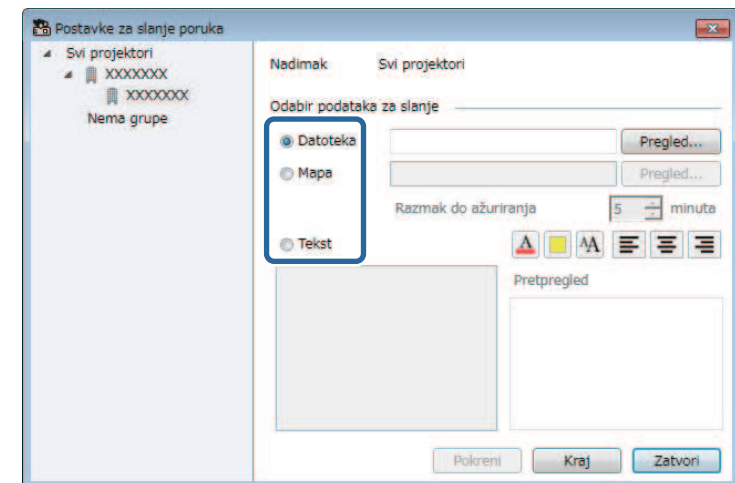 Postavke za slanje poruka
Svi projektori
XXXXXXX
XXXXXXX
Nema grupe
Nadimak Svi projektori
Odabir podataka za slanje
Datoteka Pregled...
Mapa Pregled...
Razmak do ažuriranja 5 minuta
Tekst A AA
Pretpregled
Pokreni Kraj Zatvori